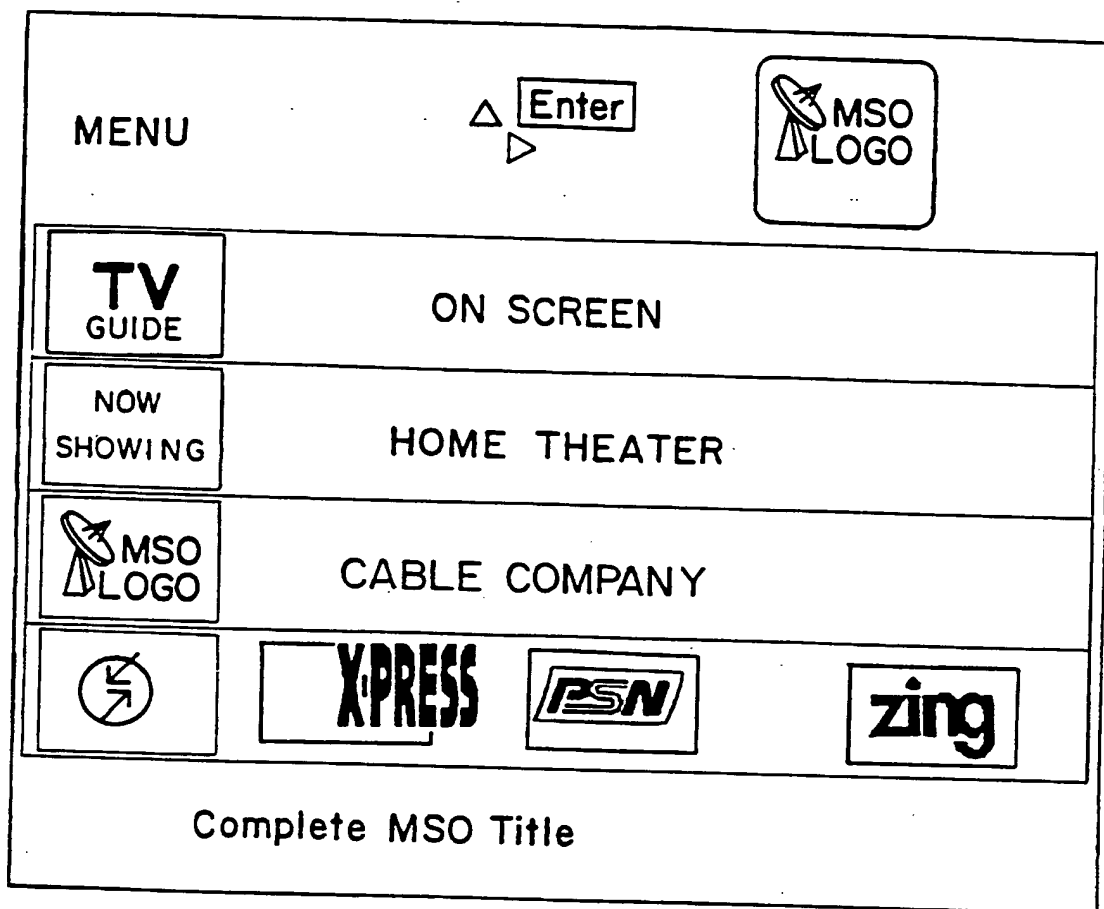 MENU
Enter
MSO
LOGO
TV
GUIDE
ON SCREEN
NOW
SHOWING
HOME THEATER
MSO
LOGO
CABLE COMPANY
X·PRESS
PSN
zing
Complete MSO Title